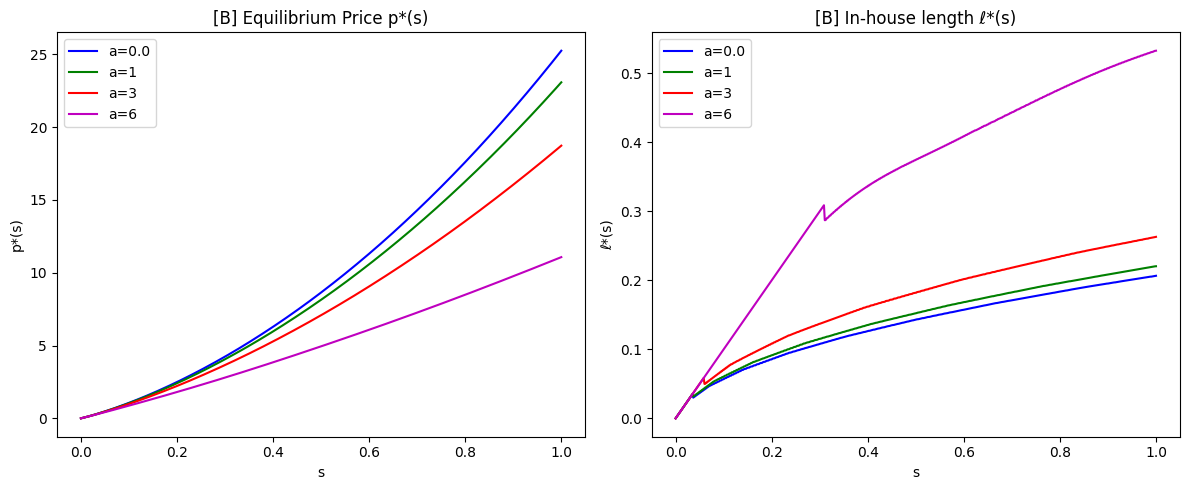 [B] Equilibrium Price p*(s)
a=0.0
a=1
a=3
a=6
25
20
15
10
5
0
p*(s)
0.0 0.2 0.4 0.6 0.8 1.0
s
[B] In-house length ℓ*(s)
a=0.0
a=1
a=3
a=6
0.5
0.4
0.3
0.2
0.1
0.0
ℓ*(s)
0.0 0.2 0.4 0.6 0.8 1.0
s